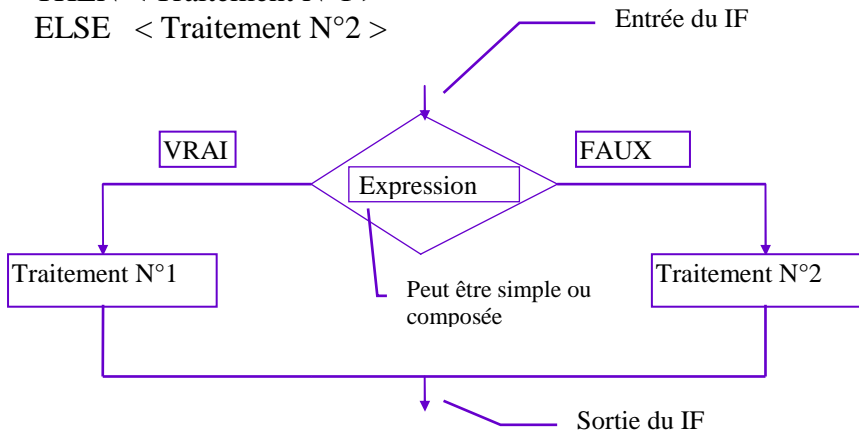 ELSE < Traitement N°2 >
Entrée du IF
VRAI
FAUX
Expression
Traitement N°1
Traitement N°2
Peut être simple ou
composée
Sortie du IF